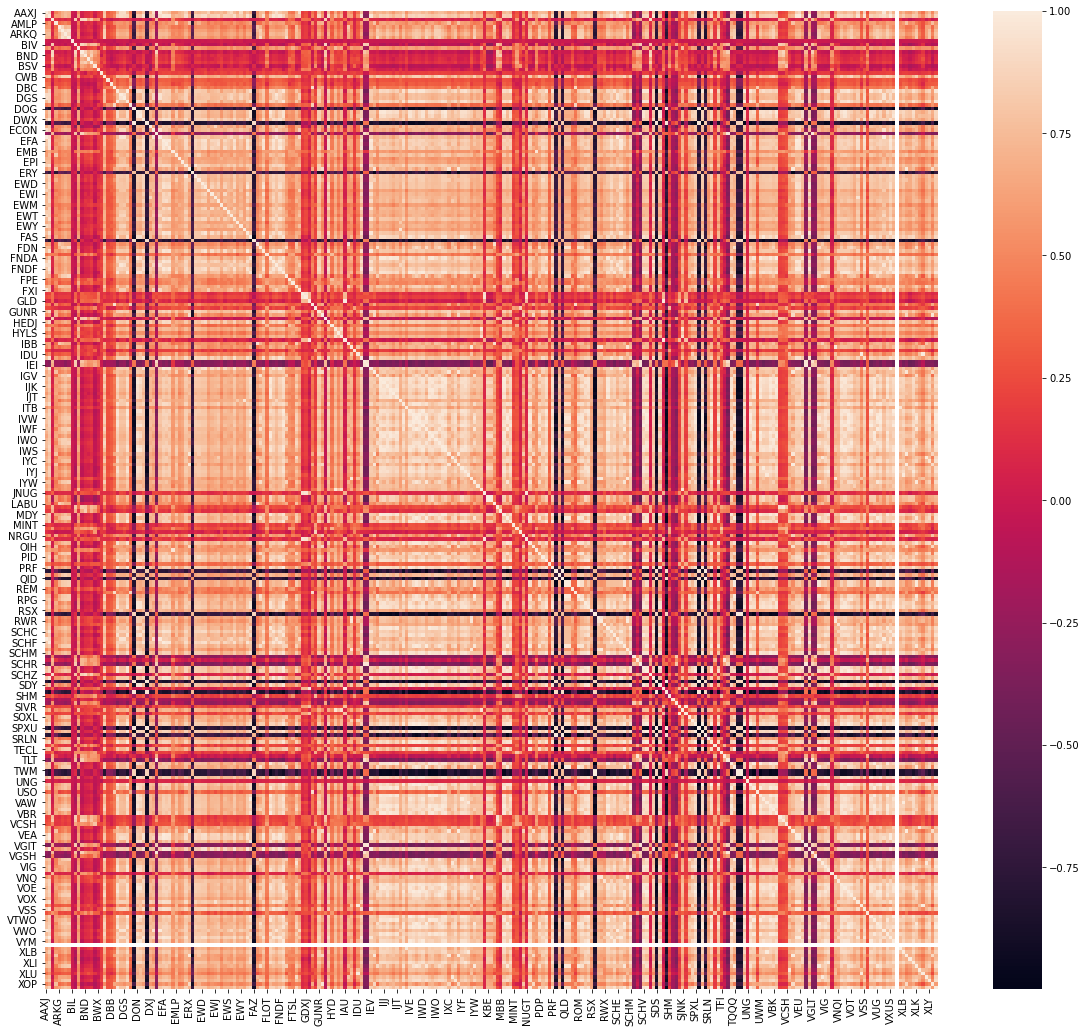 AAXJ
AMLP
ARKQ
BIV
BND
BSV
CWB
DBC
DGS
DOG
DWX
ECON
EFA
EMB
EPI
ERY
EWD
EWI
EWM
EWT
EWY
FAS
FDN
FNDA
FNDF
FPE
FXI
GLD
GUNR
HEDJ
HYLS
IBB
IDU
IEI
IGV
IJK
IJT
ITB
IVW
IWF
IWO
IWS
IYC
IYJ
IYW
JNUG
LABU
MDY
MINT
NRGU
OIH
PID
PRF
QID
REM
RPG
RSX
RWR
SCHC
SCHF
SCHM
SCHR
SCHZ
SDY
SHM
SIVR
SOXL
SPXU
SRLN
TECL
TLT
TWM
UNG
USO
VAW
VBR
VCSH
VEA
VGIT
VGSH
VIG
VNQ
VOE
VOX
VSS
VTWO
VWO
VYM
XLB
XLI
XLU
XOP
AAXJ
ARKG
BIL
BND
BWX
DBB
DGS
DON
DXJ
EFA
EMLP
ERX
EWD
EWJ
EWS
EWY
FAZ
FLOT
FNDF
FTSL
GDXJ
GUNR
HYD
IAU
IDU
IEV
IJJ
IJT
IVE
IWD
IWO
IXC
IYF
IYW
KBE
MBB
MINT
NUGT
PDP
PRF
QLD
ROM
RSX
RWX
SCHE
SCHM
SCHV
SDS
SHM
SJNK
SPXL
SRLN
TFI
TQQQ
UNG
UWM
VBK
VCSH
VEU
VGLT
VIG
VNQI
VOT
VSS
VUG
VXUS
XLB
XLK
XLY
1.00
0.75
0.50
0.25
0.00
−0.25
−0.50
−0.75